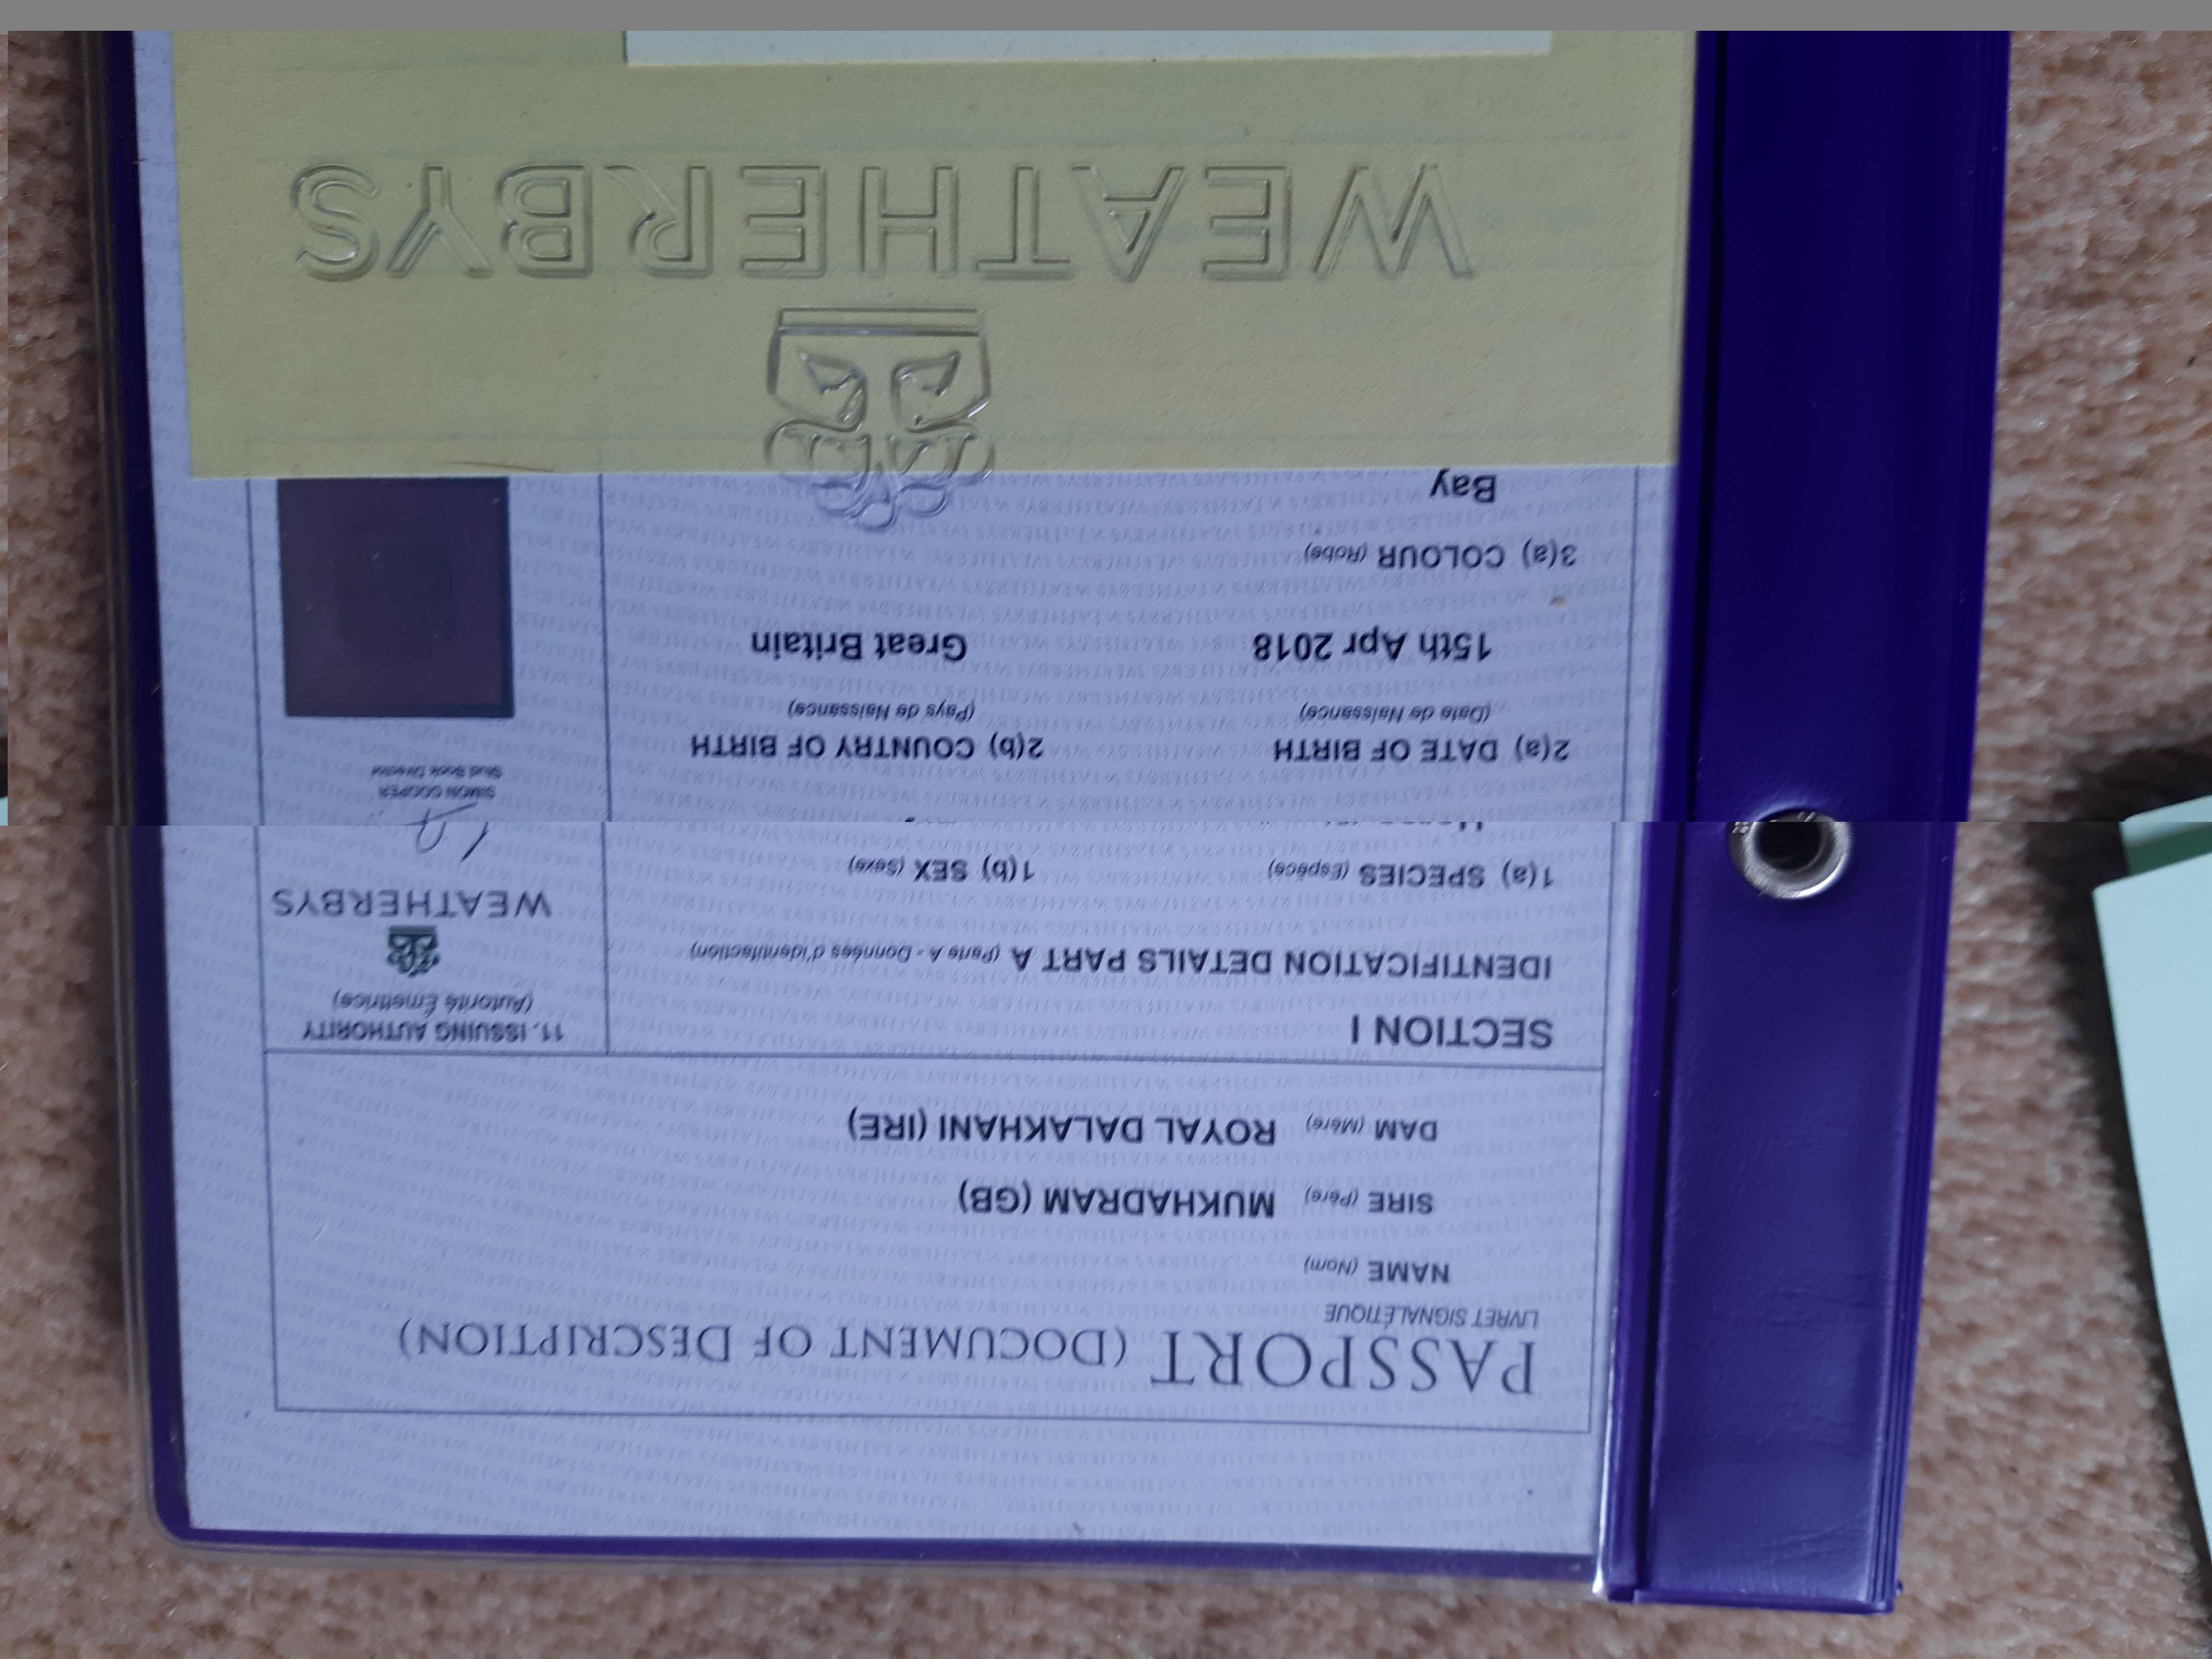 PASSPORT (DOCUMENT OF DESCRIPTION)
LIVRET SIGNALÉTIQUE
NAME (Nom)
SIRE (Père) MUKHADRAM (GB)
DAM (Mère) ROYAL DALAKHANI (IRE)
SECTION I
IDENTIFICATION DETAILS PART A (Partie A - Données d'identification)
1(a) SPECIES (Espèce) 1(b) SEX (Sexe)
11. ISSUING AUTHORITY
(Autorité Émettrice)
WEATHERBYS
SIMON COOPER
Stud Book Director
2(a) DATE OF BIRTH 2(b) COUNTRY OF BIRTH
(Date de Naissance) (Pays de Naissance)
15th Apr 2018 Great Britain
3(a) COLOUR (Robe)
Bay
WEATHERBYS